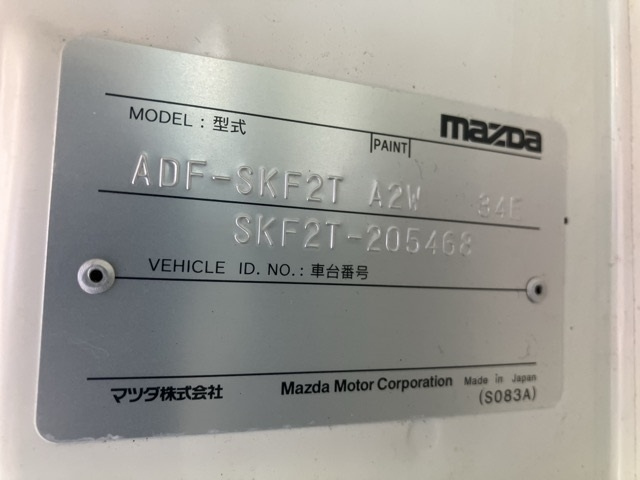 mazda
MODEL : 型式
PAINT
ADF-SKF2T A2W 34E
SKF2T-205468
VEHICLE ID. NO. : 車台番号
マツダ株式会社 Mazda Motor Corporation Made in Japan
(S083A)